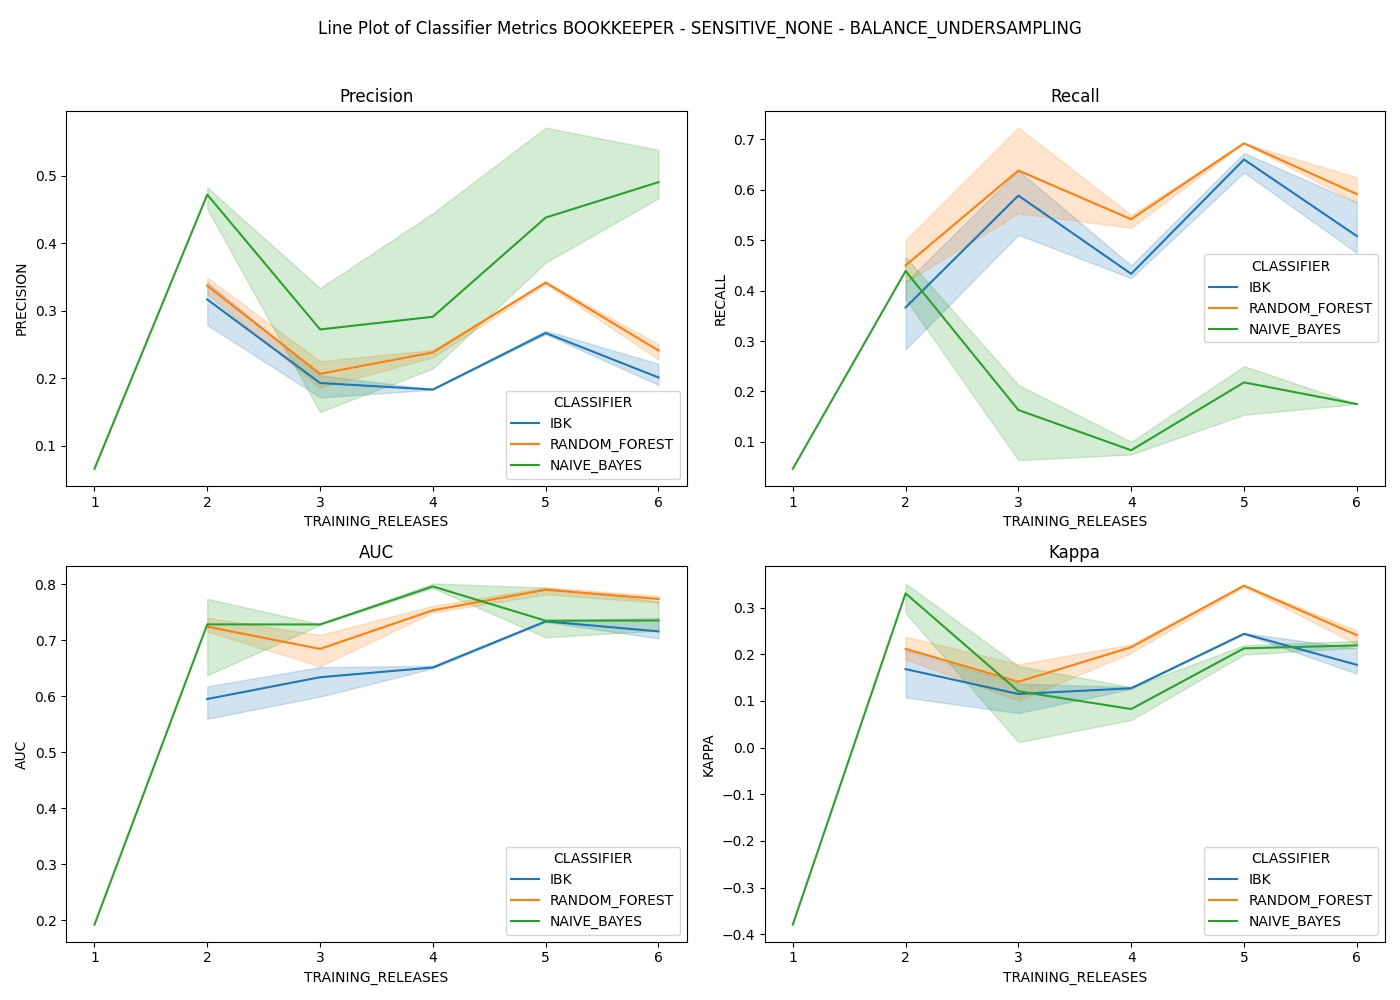 Line Plot of Classifier Metrics BOOKKEEPER - SENSITIVE_NONE - BALANCE_UNDERSAMPLING
Precision
PRECISION
0.5
0.4
0.3
0.2
0.1
1 2 3 4 5 6
TRAINING_RELEASES
CLASSIFIER
IBK
RANDOM_FOREST
NAIVE_BAYES
Recall
RECALL
0.7
0.6
0.5
0.4
0.3
0.2
0.1
1 2 3 4 5 6
TRAINING_RELEASES
CLASSIFIER
IBK
RANDOM_FOREST
NAIVE_BAYES
AUC
AUC
0.8
0.7
0.6
0.5
0.4
0.3
0.2
1 2 3 4 5 6
TRAINING_RELEASES
CLASSIFIER
IBK
RANDOM_FOREST
NAIVE_BAYES
Kappa
KAPPA
0.3
0.2
0.1
0.0
−0.1
−0.2
−0.3
−0.4
1 2 3 4 5 6
TRAINING_RELEASES
CLASSIFIER
IBK
RANDOM_FOREST
NAIVE_BAYES